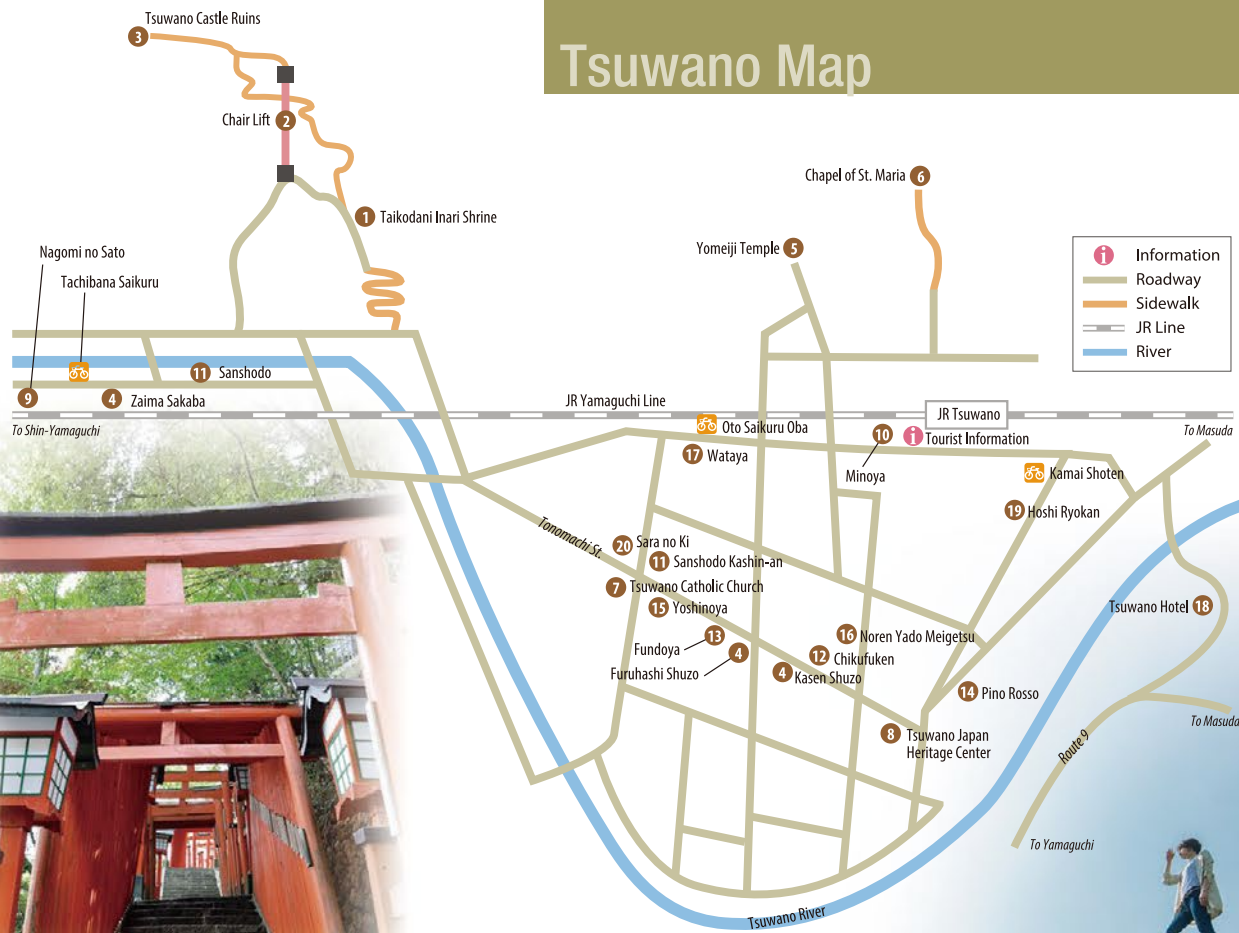 Tsuwano Map
Tsuwano Castle Ruins
3
Chair Lift 2
Chapel of St. Maria 6
1 Taikodani Inari Shrine
Yomeiji Temple 5
Nagomi no Sato
Tachibana Saikuru
i Information
Roadway
Sidewalk
JR Line
River
11 Sanshodo
9
4 Zaima Sakaba
To Shin-Yamaguchi
JR Yamaguchi Line
JR Tsuwano
Oto Saikuru Oba
10
i Tourist Information
To Masuda
17 Wataya
Minoya
Kamai Shoten
19 Hoshi Ryokan
Tonomachi St.
20 Sara no Ki
11 Sanshodo Kashin-an
7 Tsuwano Catholic Church
15 Yoshinoya
Tsuwano Hotel 18
13
Fundoya
16 Noren Yado Meigetsu
4
Furuhashi Shuzo
12 Chikufuken
4 Kasen Shuzo
14 Pino Rosso
8 Tsuwano Japan
Heritage Center
To Masuda
Route 9
To Yamaguchi
Tsuwano River